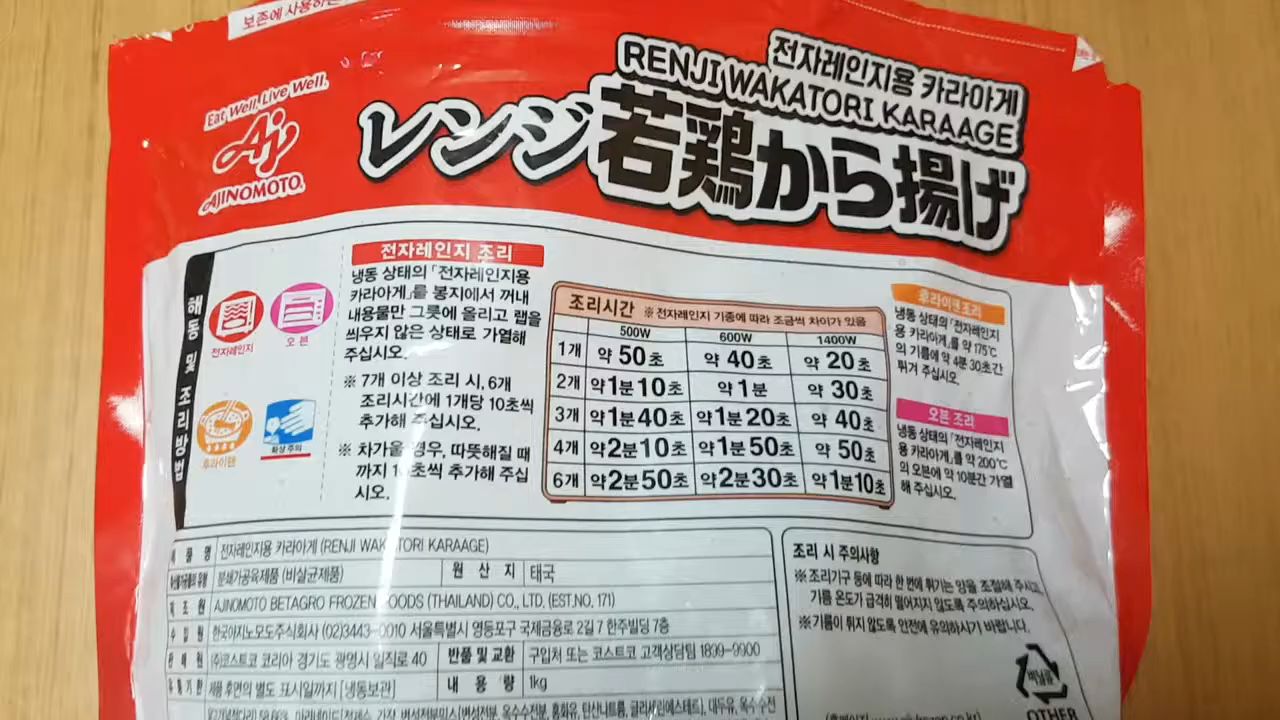 보존에 사용하
Eat Well, Live Well.
Aj
AJINOMOTO
전자레인지용 카라아게
RENJI WAKATORI KARAAGE
レンジ若鶏から揚げ
해동 및 조리방법
전자레인지
오븐
후라이팬
화상 주의
전자레인지 조리
냉동 상태의 「전자레인지용
카라아게」를 봉지에서 꺼내
내용물만 그릇에 올리고 랩을
씌우지 않은 상태로 가열해
주십시오.
※ 7개 이상 조리 시, 6개
조리시간에 1개당 10초씩
추가해 주십시오.
※ 차가울 경우, 따뜻해질 때
까지 10초씩 추가해 주십
시오.
조리시간 ※전자레인지 기종에 따라 조금씩 차이가 있음
500W 600W 1400W
1개 약 50초 약 40초 약 20초
2개 약1분10초 약1분 약 30초
3개 약1분40초 약1분20초 약 40초
4개 약2분10초 약1분50초 약 50초
6개 약2분50초 약2분30초 약1분10초
후라이팬조리
냉동 상태의 「전자레인지
용 카라아게」를 약 175℃
의 기름에 약 4분 30초간
튀겨 주십시오.
오븐 조리
냉동 상태의 「전자레인지
용 카라아게」를 약 200℃
의 오븐에 약 10분간 가열
해 주십시오.
제품명 전자레인지용 카라아게 (RENJI WAKATORI KARAAGE)
분쇄가공육제품 (비살균제품) 원산지 태국
제조원 AJINOMOTO BETAGRO FROZEN FOODS (THAILAND) CO., LTD. (EST.NO. 171)
수입원 한국아지노모도주식회사 (02)3443-0010 서울특별시 영등포구 국제금융로 2길 7 한주빌딩 7층
판매원 (주)코스트코 코리아 경기도 광명시 일직로 40 반품 및 교환 구입처 또는 코스트코 고객상담팀 1899-9900
유통기한 제품 후면의 별도 표시일까지 [냉동보관] 내용량 1kg
조리 시 주의사항
※조리기구 등에 따라 한 번에 튀기는 양을 조절해 주시고,
기름 온도가 급격히 떨어지지 않도록 주의하십시오.
※기름이 튀지 않도록 안전에 유의하시기 바랍니다.
비닐류
OTHER